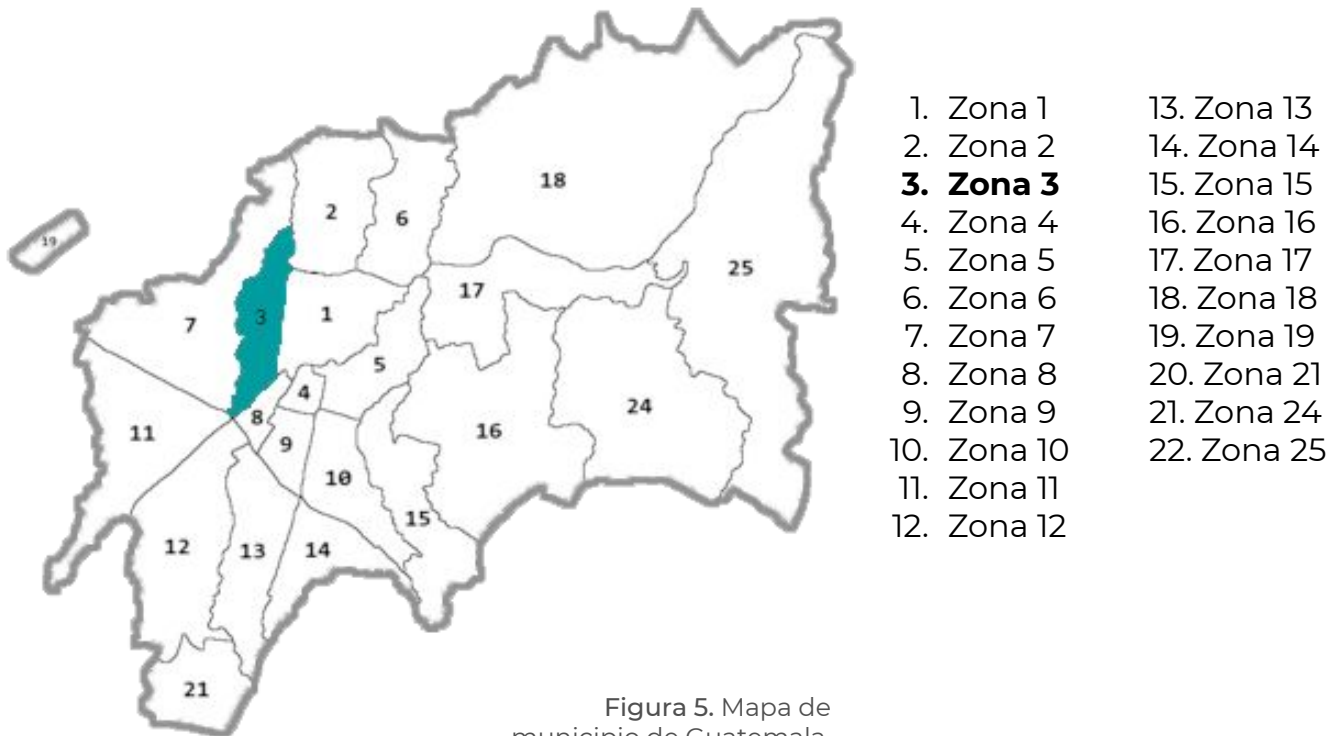 18
2
6
19
25
17
3
1
7
5
4
24
8
11
16
9
10
15
12
13
14
21
1. Zona 1
2. Zona 2
3. Zona 3
4. Zona 4
5. Zona 5
6. Zona 6
7. Zona 7
8. Zona 8
9. Zona 9
10. Zona 10
11. Zona 11
12. Zona 12
13. Zona 13
14. Zona 14
15. Zona 15
16. Zona 16
17. Zona 17
18. Zona 18
19. Zona 19
20. Zona 21
21. Zona 24
22. Zona 25
Figura 5. Mapa de
municipio de Guatemala